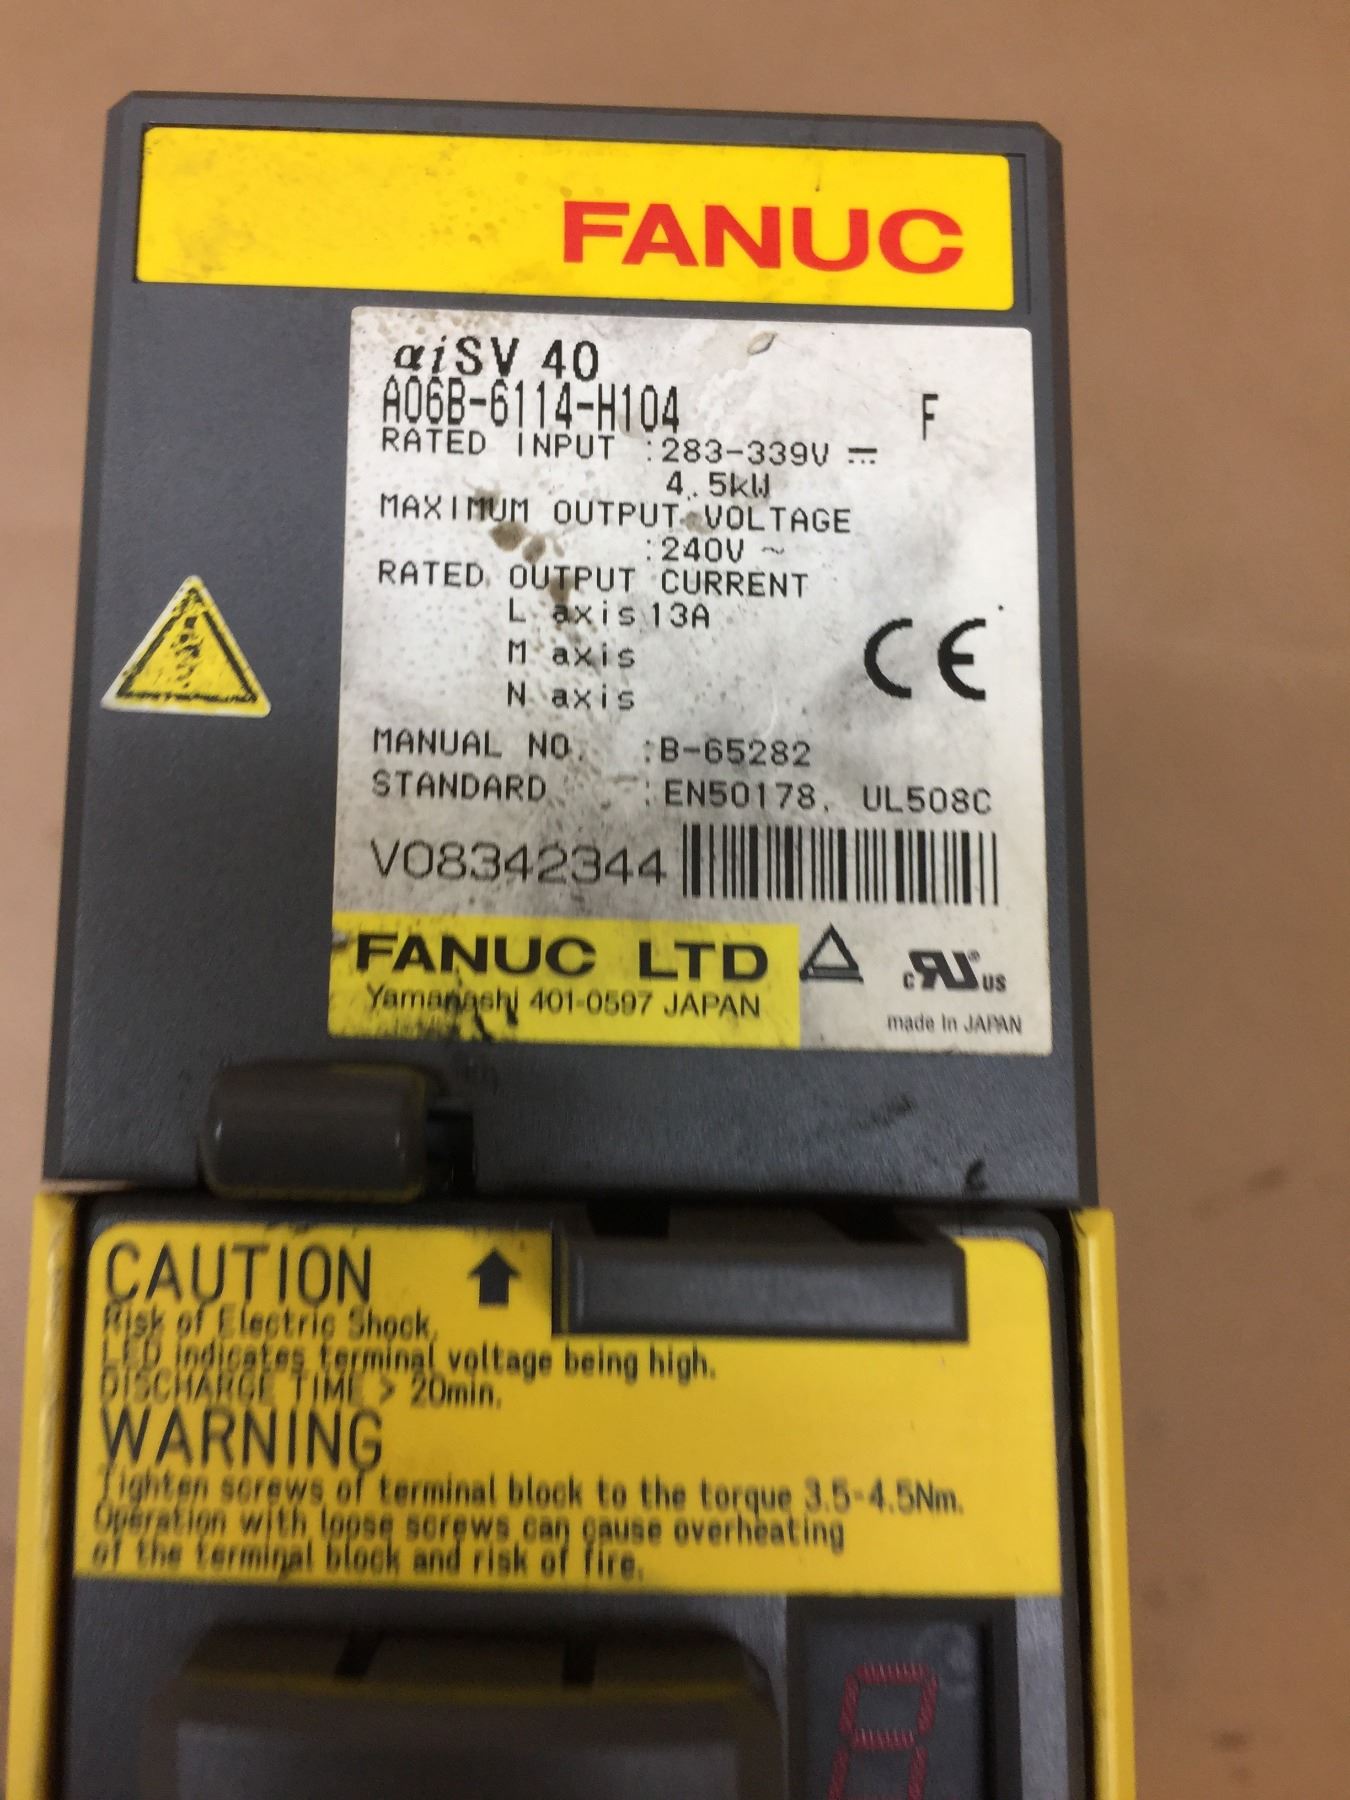 FANUC
αiSV 40
A06B-6114-H104 F
RATED INPUT :283-339V ⎓
4.5kW
MAXIMUM OUTPUT VOLTAGE
:240V ~
RATED OUTPUT CURRENT
L axis 13A
M axis
N axis
CE
MANUAL NO. :B-65282
STANDARD :EN50178, UL508C
V08342344
FANUC LTD
Yamanashi 401-0597 JAPAN
c RU ® US
made in JAPAN
CAUTION
Risk of Electric Shock.
LED indicates terminal voltage being high.
DISCHARGE TIME > 20min.
WARNING
Tighten screws of terminal block to the torque 3.5-4.5Nm.
Operation with loose screws can cause overheating
of the terminal block and risk of fire.